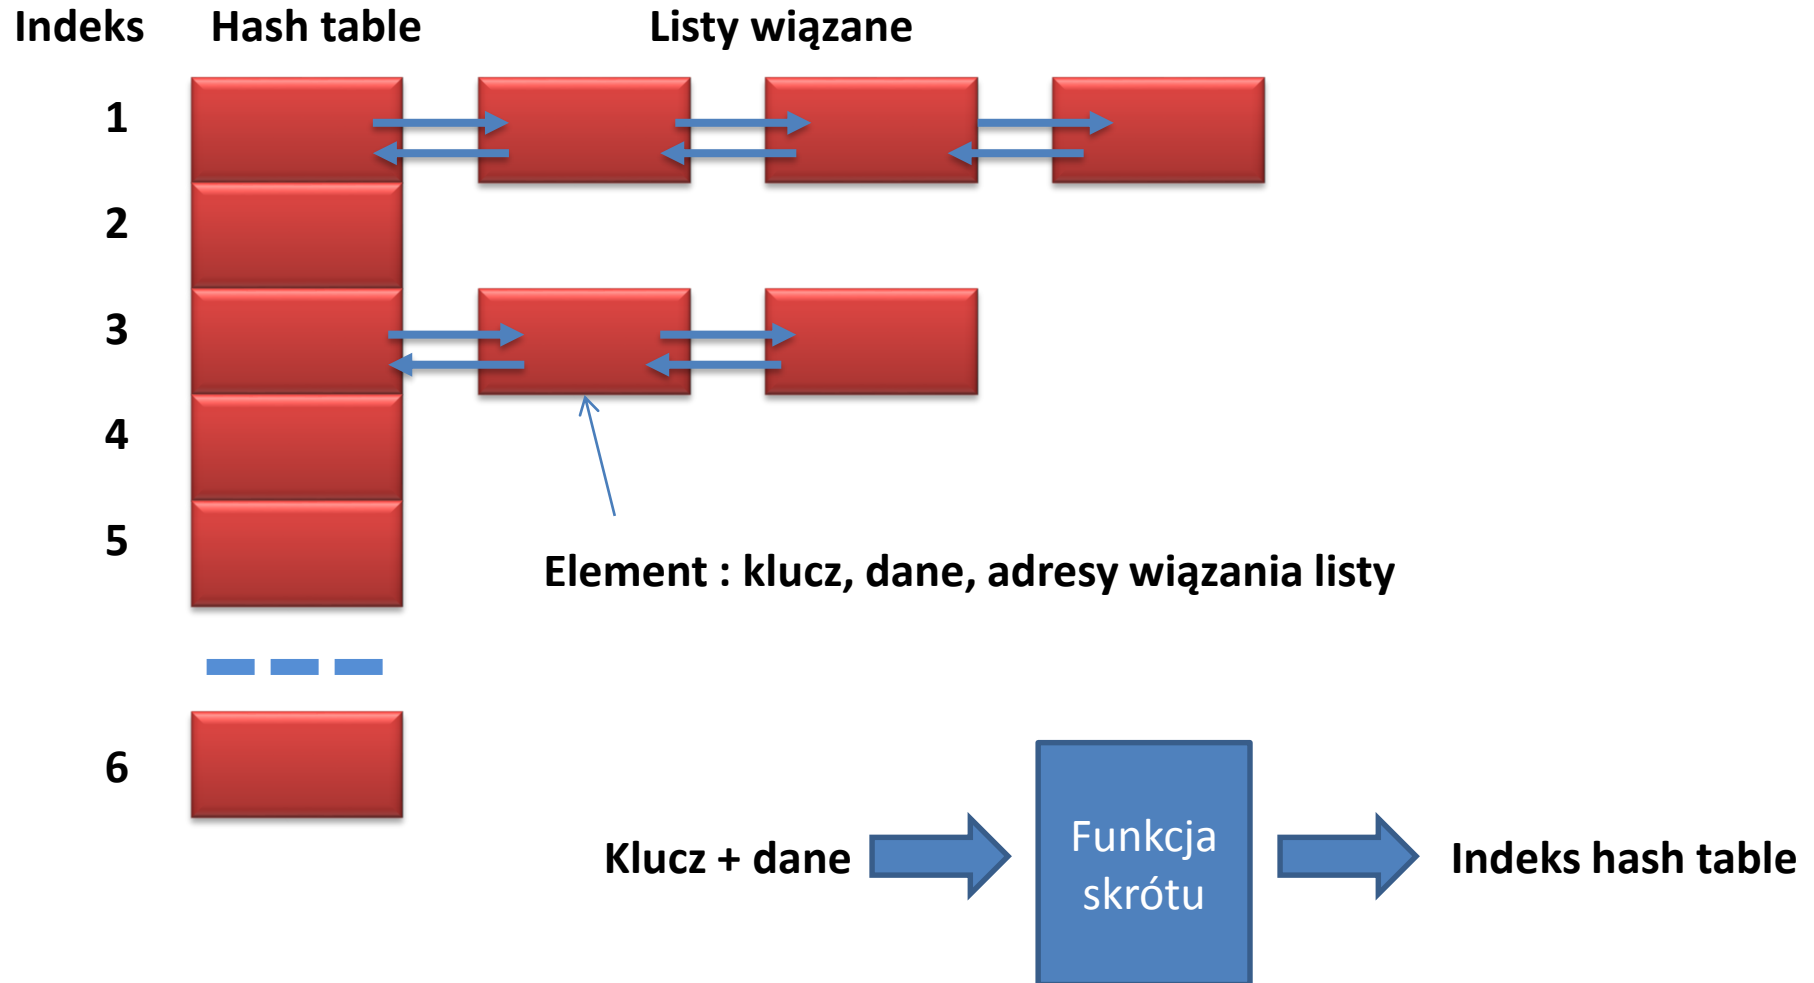 Indeks Hash table Listy wiązane
1
2
3
4
5
Element : klucz, dane, adresy wiązania listy
6
Klucz + dane
Funkcja
skrótu
Indeks hash table